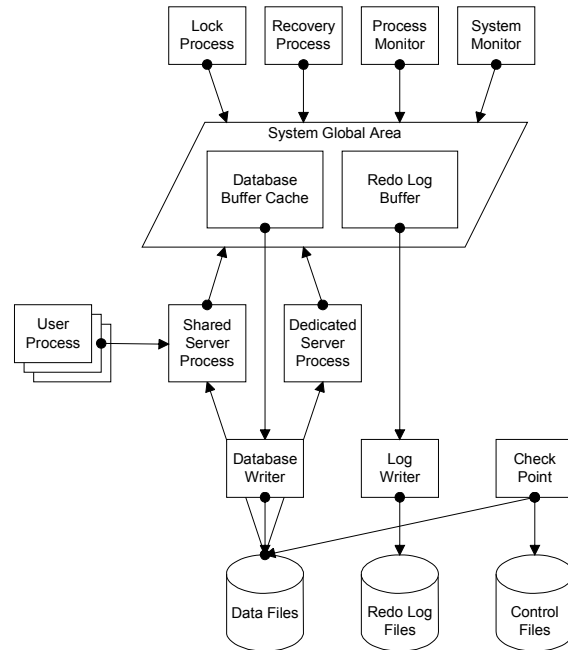 Lock
Process
Recovery
Process
Process
Monitor
System
Monitor
System Global Area
Database
Buffer Cache
Redo Log
Buffer
User
Process
Shared
Server
Process
Dedicated
Server
Process
Database
Writer
Log
Writer
Check
Point
Data Files
Redo Log
Files
Control
Files